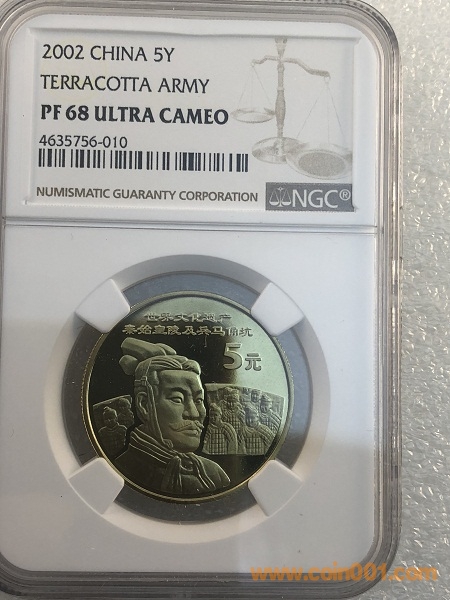 2002 CHINA 5Y
TERRACOTTA ARMY
PF 68 ULTRA CAMEO
4635756-010
NUMISMATIC GUARANTY CORPORATION NGC®
世界文化遗产
秦始皇陵及兵马俑坑
5元
www.coin001.com